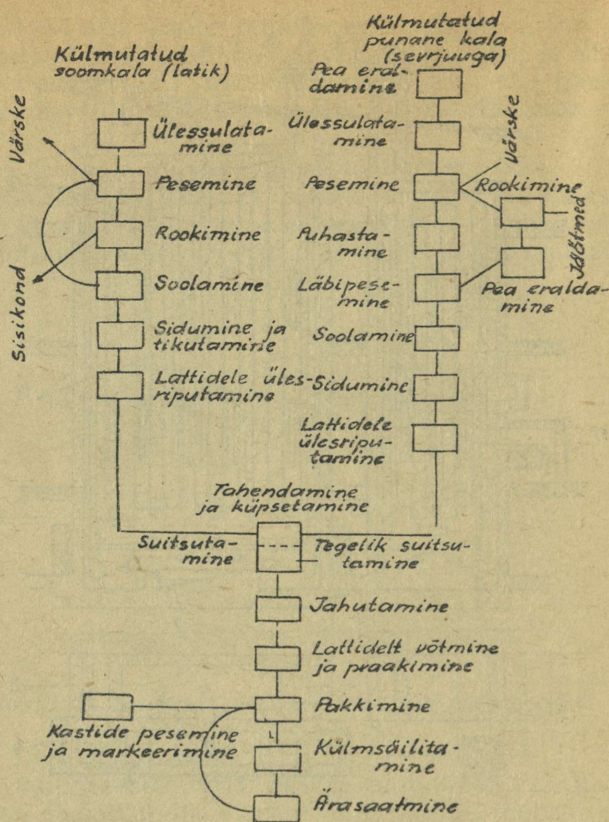 Külmutatud
soomkala (latik)
Värske
Ülessulata-
mine
Pesemine
Rookimine
Soolamine
Sisikond
Sidumine ja
tikutamine
Lattidele üles-
riputamine
Külmutatud
punane kala
(sevrjuuga)
Pea eral-
damine
Ülessulata-
mine
Värske
Pesemine
Rookimine
Puhasta-
mine
Jäätmed
Läbipese-
mine
Pea eralda-
mine
Soolamine
Sidumine
Lattidele
ülesripu-
tamine
Tahendamine
ja küpsetamine
Suitsuta-
mine
Tegelik suitsu-
tamine
Jahutamine
Lattidelt võtmine
ja praakimine
Pakkimine
Kastide pesemine
ja markeerimine
Külmsäilita-
mine
Ärasaatmine